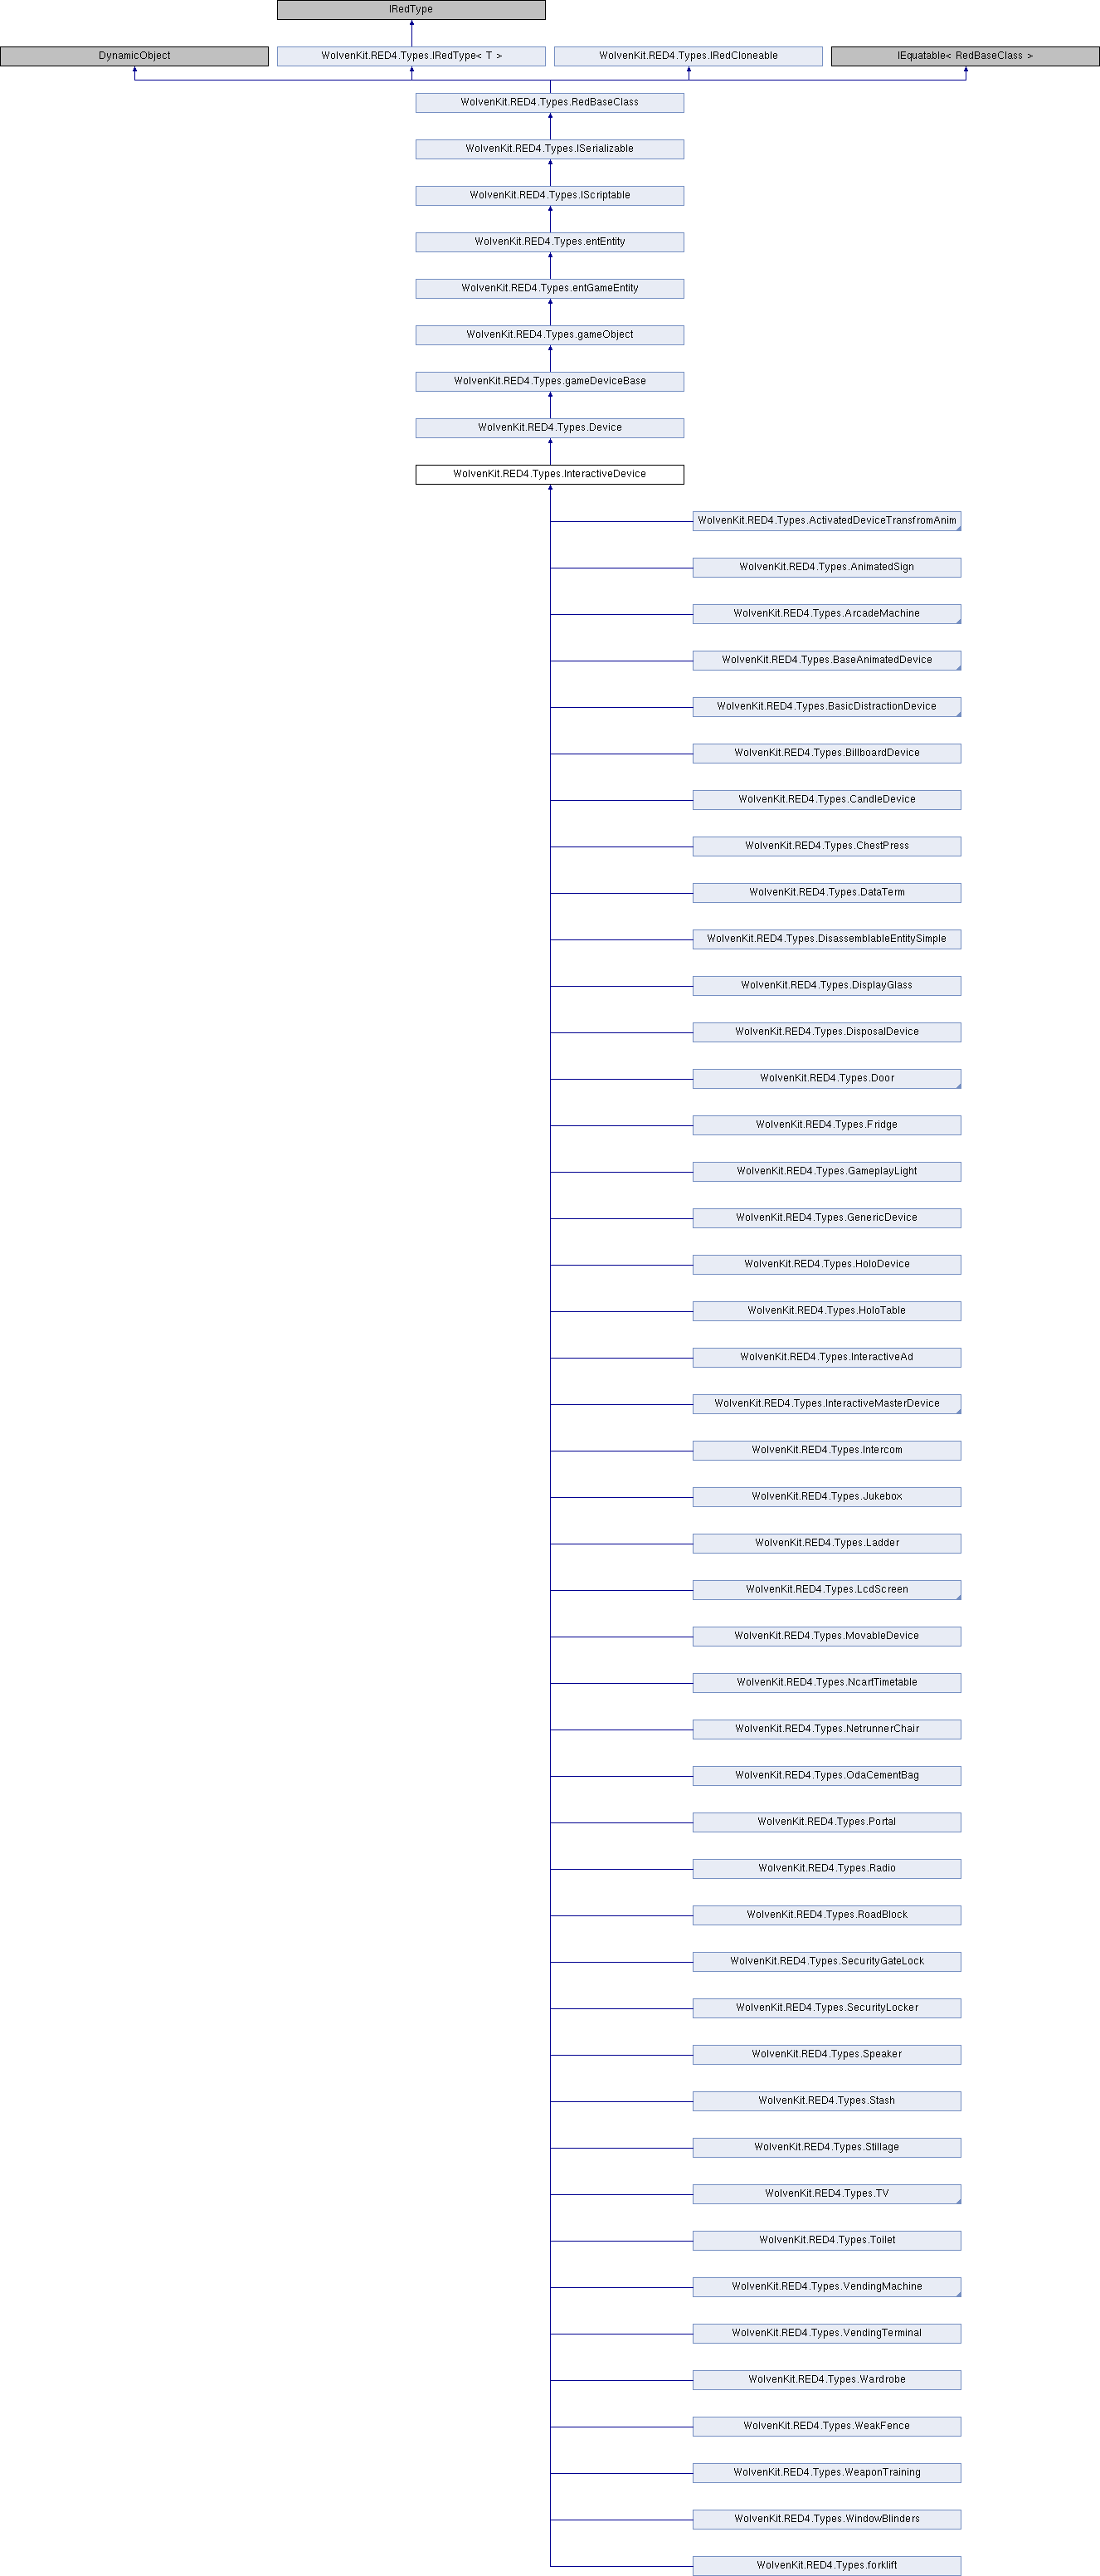 IRedType
DynamicObject
WolvenKit.RED4.Types.IRedType< T >
WolvenKit.RED4.Types.IRedCloneable
IEquatable< RedBaseClass >
WolvenKit.RED4.Types.RedBaseClass
WolvenKit.RED4.Types.ISerializable
WolvenKit.RED4.Types.IScriptable
WolvenKit.RED4.Types.entEntity
WolvenKit.RED4.Types.entGameEntity
WolvenKit.RED4.Types.gameObject
WolvenKit.RED4.Types.gameDeviceBase
WolvenKit.RED4.Types.Device
WolvenKit.RED4.Types.InteractiveDevice
WolvenKit.RED4.Types.ActivatedDeviceTransfromAnim
WolvenKit.RED4.Types.AnimatedSign
WolvenKit.RED4.Types.ArcadeMachine
WolvenKit.RED4.Types.BaseAnimatedDevice
WolvenKit.RED4.Types.BasicDistractionDevice
WolvenKit.RED4.Types.BillboardDevice
WolvenKit.RED4.Types.CandleDevice
WolvenKit.RED4.Types.ChestPress
WolvenKit.RED4.Types.DataTerm
WolvenKit.RED4.Types.DisassemblableEntitySimple
WolvenKit.RED4.Types.DisplayGlass
WolvenKit.RED4.Types.DisposalDevice
WolvenKit.RED4.Types.Door
WolvenKit.RED4.Types.Fridge
WolvenKit.RED4.Types.GameplayLight
WolvenKit.RED4.Types.GenericDevice
WolvenKit.RED4.Types.HoloDevice
WolvenKit.RED4.Types.HoloTable
WolvenKit.RED4.Types.InteractiveAd
WolvenKit.RED4.Types.InteractiveMasterDevice
WolvenKit.RED4.Types.Intercom
WolvenKit.RED4.Types.Jukebox
WolvenKit.RED4.Types.Ladder
WolvenKit.RED4.Types.LcdScreen
WolvenKit.RED4.Types.MovableDevice
WolvenKit.RED4.Types.NcartTimetable
WolvenKit.RED4.Types.NetrunnerChair
WolvenKit.RED4.Types.OdaCementBag
WolvenKit.RED4.Types.Portal
WolvenKit.RED4.Types.Radio
WolvenKit.RED4.Types.RoadBlock
WolvenKit.RED4.Types.SecurityGateLock
WolvenKit.RED4.Types.SecurityLocker
WolvenKit.RED4.Types.Speaker
WolvenKit.RED4.Types.Stash
WolvenKit.RED4.Types.Stillage
WolvenKit.RED4.Types.TV
WolvenKit.RED4.Types.Toilet
WolvenKit.RED4.Types.VendingMachine
WolvenKit.RED4.Types.VendingTerminal
WolvenKit.RED4.Types.Wardrobe
WolvenKit.RED4.Types.WeakFence
WolvenKit.RED4.Types.WeaponTraining
WolvenKit.RED4.Types.WindowBlinders
WolvenKit.RED4.Types.forklift